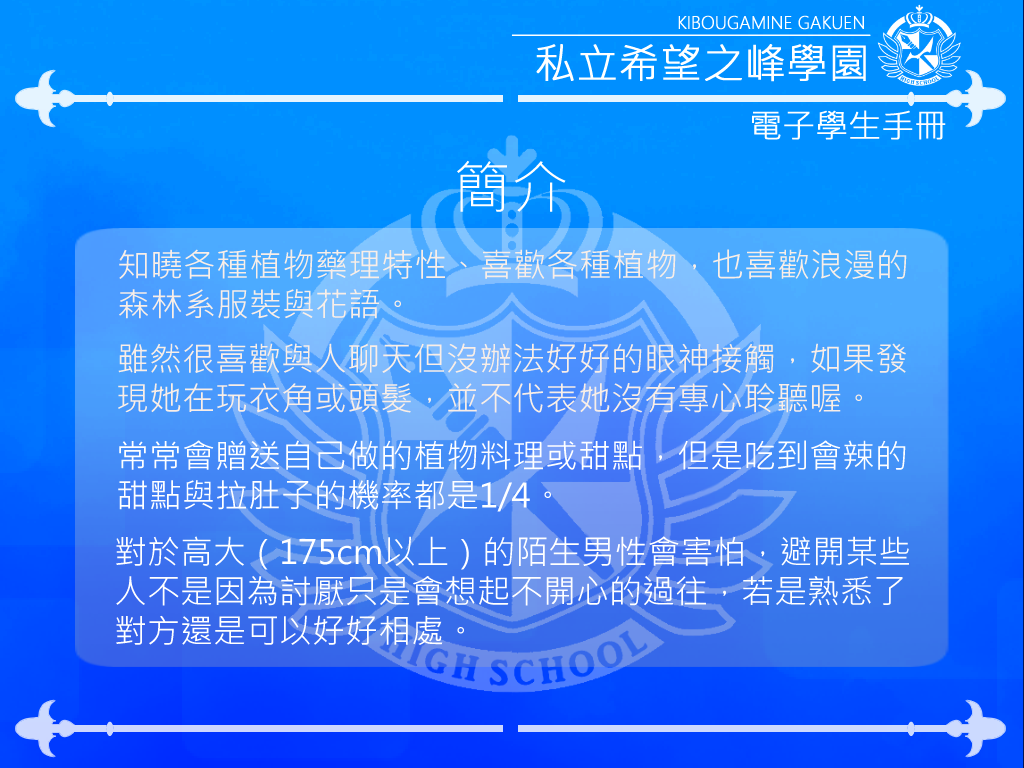 KIBOUGAMINE GAKUEN
私立希望之峰學園
HIGH SCHOOL
電子學生手冊
簡介
知曉各種植物藥理特性、喜歡各種植物，也喜歡浪漫的
森林系服裝與花語。
雖然很喜歡與人聊天但沒辦法好好的眼神接觸，如果發
現她在玩衣角或頭髮，並不代表她沒有專心聆聽喔。
常常會贈送自己做的植物料理或甜點，但是吃到會辣的
甜點與拉肚子的機率都是1/4。
對於高大（175cm以上）的陌生男性會害怕，避開某些
人不是因為討厭只是會想起不開心的過往，若是熟悉了
對方還是可以好好相處。
HIGH SCHOOL